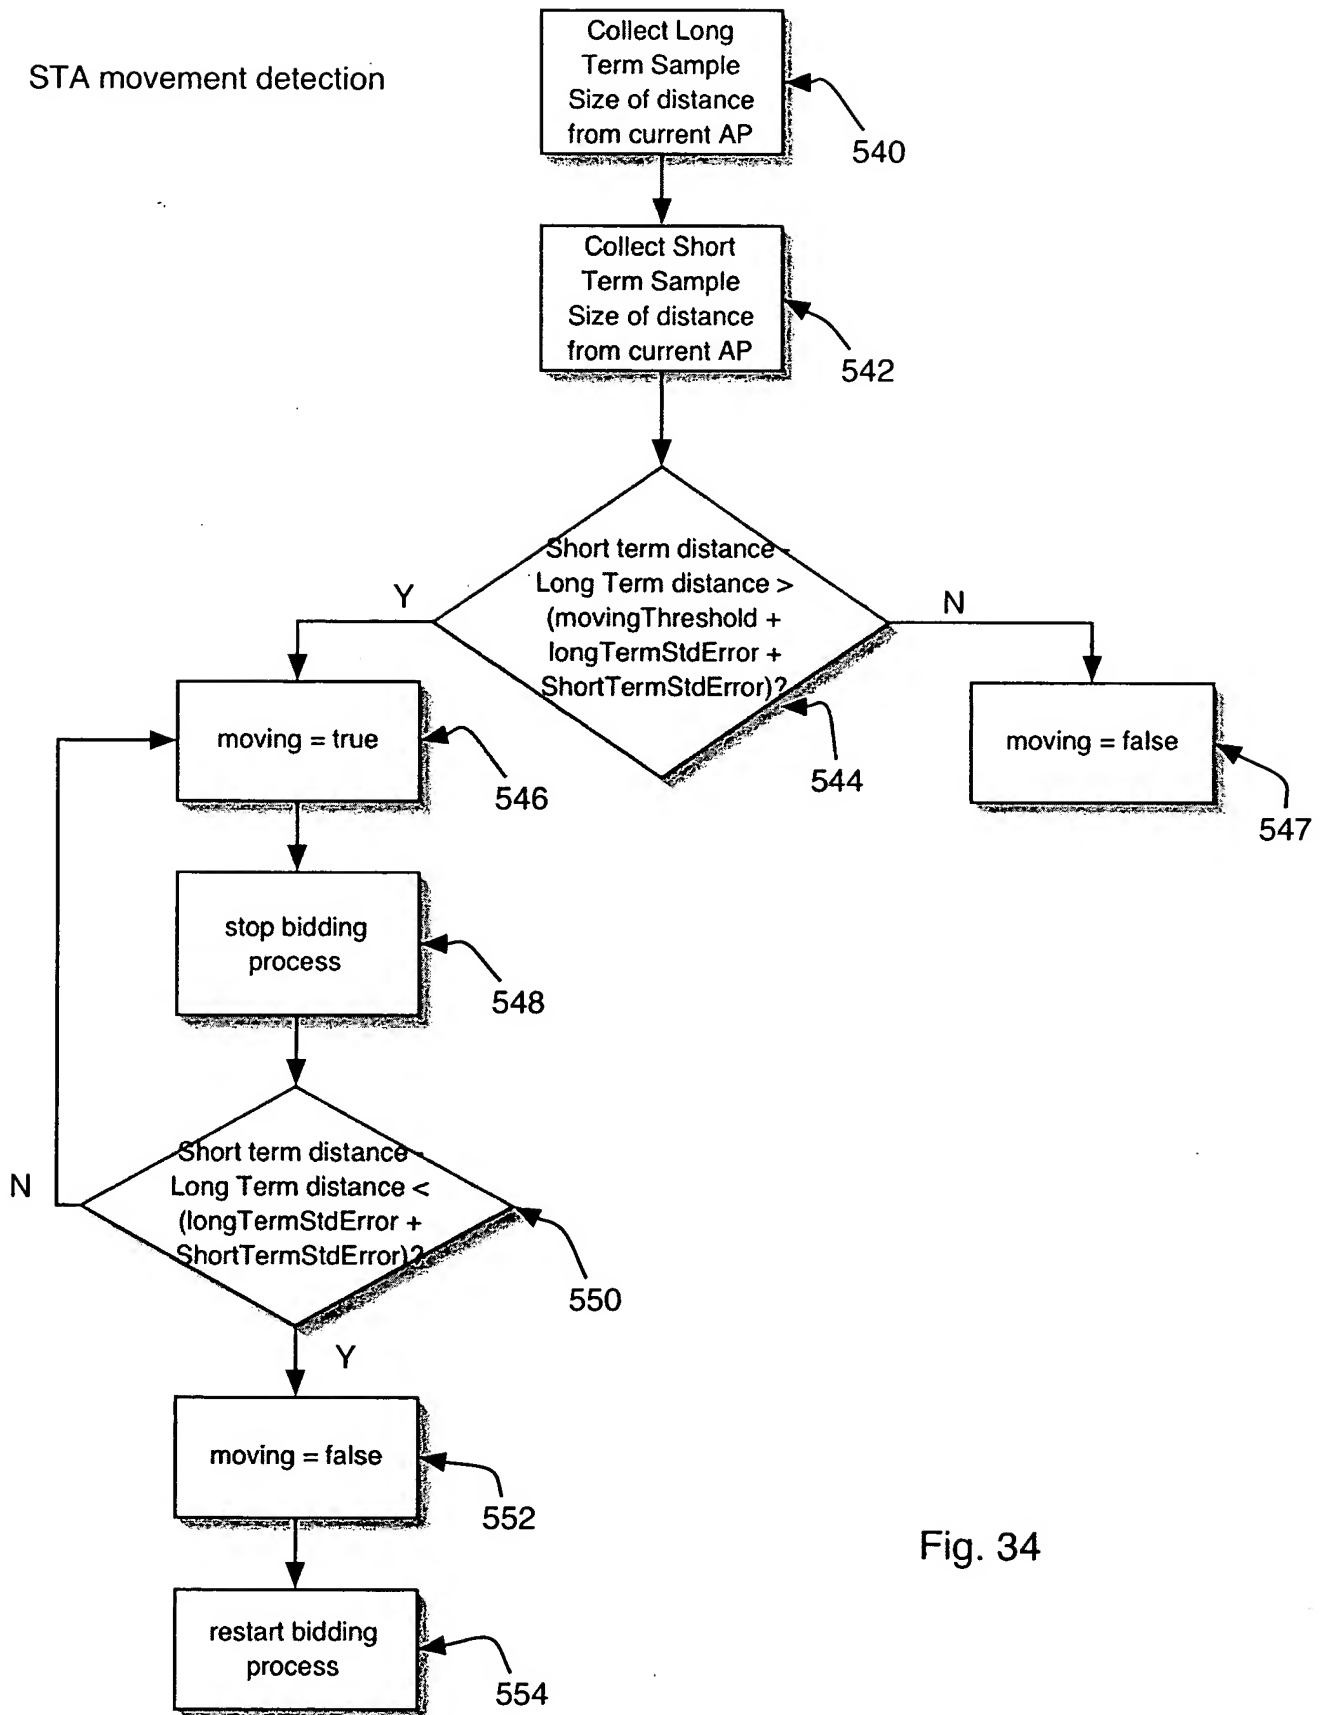 STA movement detection
Collect Long
Term Sample
Size of distance
from current AP
540
Collect Short
Term Sample
Size of distance
from current AP
542
Short term distance -
Long Term distance >
(movingThreshold +
longTermStdError +
ShortTermStdError)?
Y
N
544
moving = true
546
moving = false
547
stop bidding
process
548
Short term distance -
Long Term distance <
(longTermStdError +
ShortTermStdError)?
N
550
Y
moving = false
552
restart bidding
process
554
Fig. 34